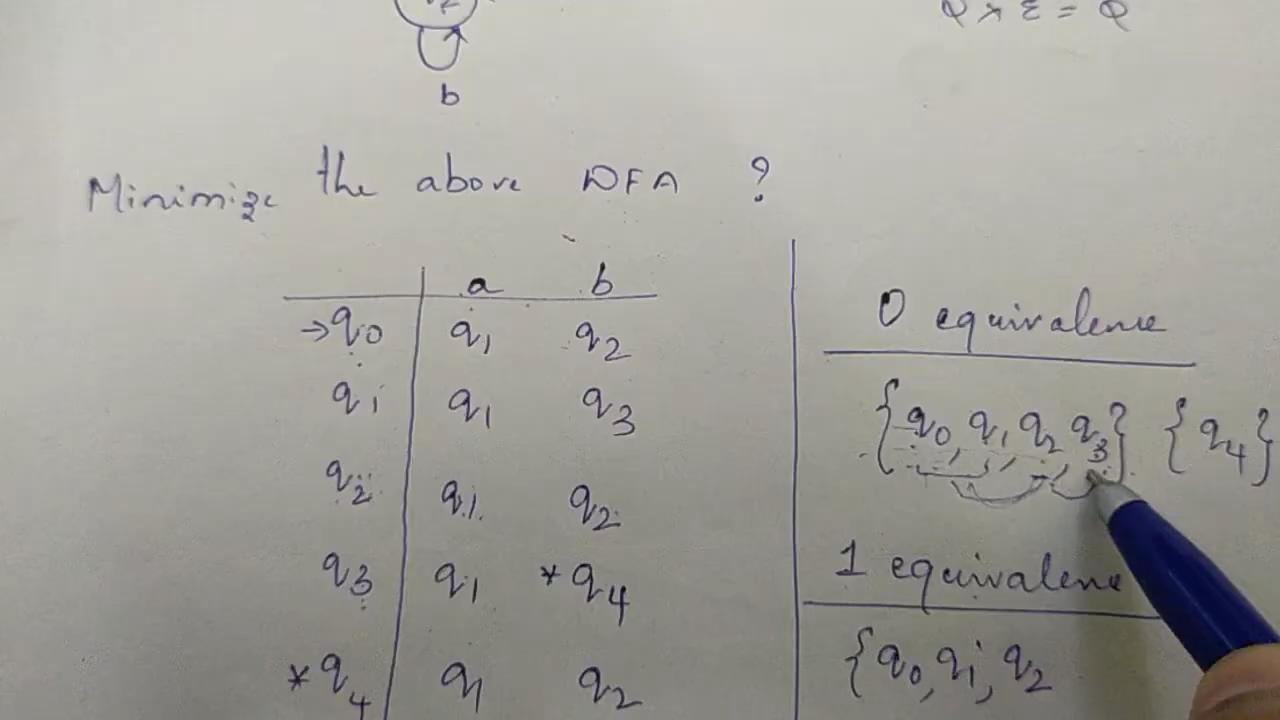 Q × Σ = Q
b
Minimize the above DFA ?
a b
→q0 q1 q2
q1 q1 q3
q2 q1 q2
q3 q1 *q4
*q4 q1 q2
0 equivalence
{q0, q1, q2, q3} {q4}
1 equivalence
{q0, q1, q2